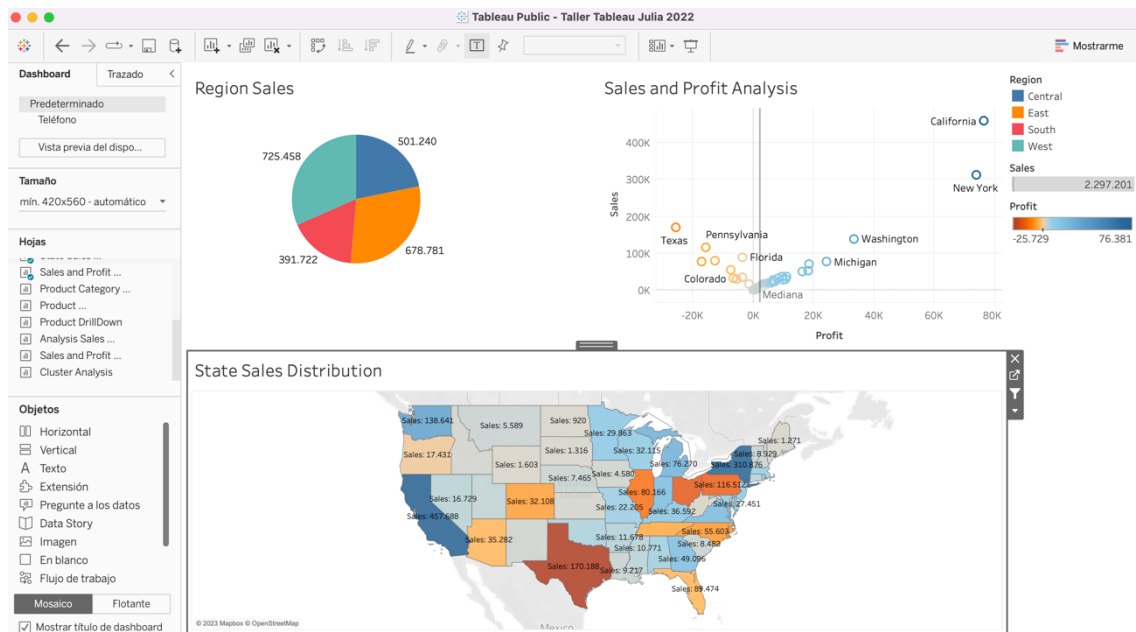 Tableau Public - Taller Tableau Julia 2022
Mostrarme
Dashboard
Trazado
Predeterminado
Teléfono
Vista previa del dispo...
Tamaño
mín. 420x560 - automático
Hojas
Sales and Profit ...
Product Category ...
Product ...
Product DrillDown
Analysis Sales ...
Sales and Profit ...
Cluster Analysis
Objetos
Horizontal
Vertical
Texto
Extensión
Pregunte a los datos
Data Story
Imagen
En blanco
Flujo de trabajo
Mosaico
Flotante
Mostrar título de dashboard
Region Sales
725.458
501.240
391.722
678.781
Sales and Profit Analysis
Sales
400K
300K
200K
100K
0K
California
New York
Texas
Pennsylvania
Washington
Florida
Michigan
Colorado
Mediana
-20K 0K 20K 40K 60K 80K
Profit
Region
Central
East
South
West
Sales
2.297.201
Profit
-25.729 76.381
State Sales Distribution
Sales: 138.641
Sales: 5.589
Sales: 920
Sales: 29.863
Sales: 1.271
Sales: 17.431
Sales: 1.603
Sales: 1.316
Sales: 32.115
Sales: 8.929
Sales: 76.270
Sales: 310.876
Sales: 7.465
Sales: 4.580
Sales: 16.729
Sales: 32.108
Sales: 80.166
Sales: 116.512
Sales: 457.688
Sales: 22.205
Sales: 36.592
Sales: 27.451
Sales: 35.282
Sales: 11.678
Sales: 55.603
Sales: 10.771
Sales: 8.482
Sales: 49.096
Sales: 170.188
Sales: 9.217
Sales: 89.474
© 2023 Mapbox © OpenStreetMap
Mexico